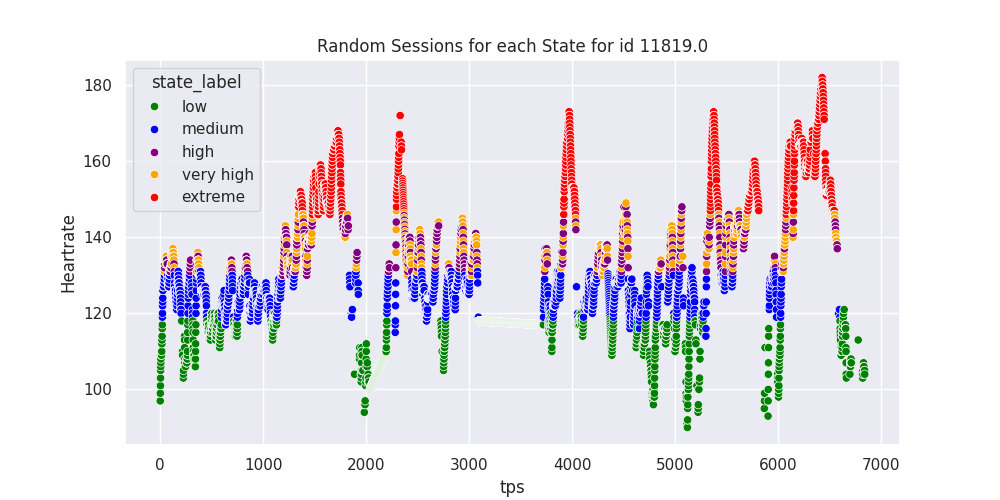 Random Sessions for each State for id 11819.0
state_label
low
medium
high
very high
extreme
Heartrate
180
160
140
120
100
0 1000 2000 3000 4000 5000 6000 7000
tps